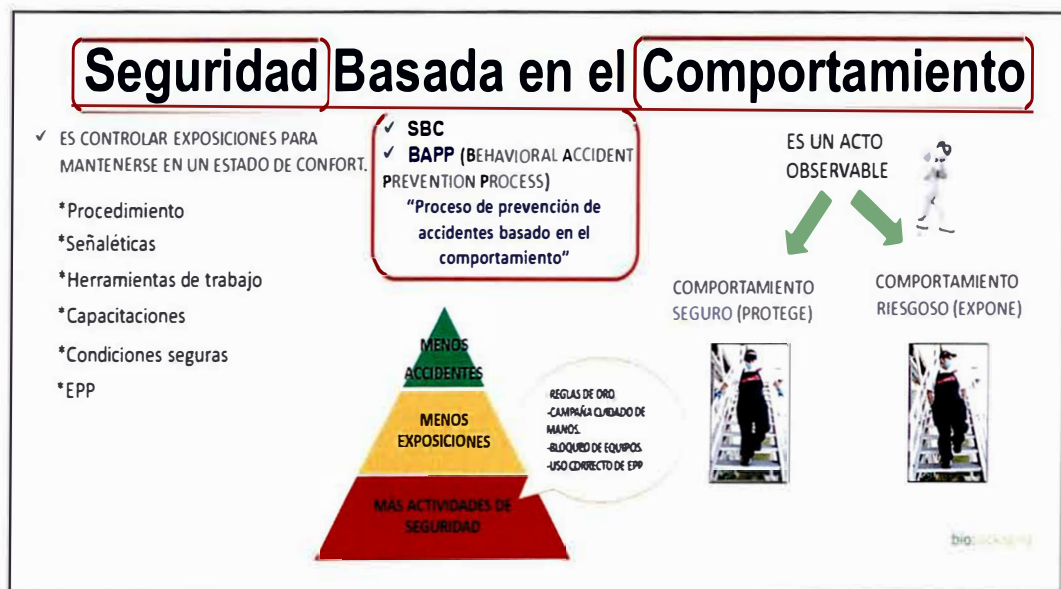 Seguridad Basada en el Comportamiento
✓ ES CONTROLAR EXPOSICIONES PARA
MANTENERSE EN UN ESTADO DE CONFORT.
*Procedimiento
*Señaléticas
*Herramientas de trabajo
*Capacitaciones
*Condiciones seguras
*EPP
✓ SBC
✓ BAPP (BEHAVIORAL ACCIDENT
PREVENTION PROCESS)
"Proceso de prevención de
accidentes basado en el
comportamiento"
MENOS
ACCIDENTES
MENOS
EXPOSICIONES
MÁS ACTIVIDADES DE
SEGURIDAD
REGLAS DE ORO
-CAMPAÑA CUIDADO DE
MANOS.
-BLOQUEO DE EQUIPOS.
-USO CORRECTO DE EPP
ES UN ACTO
OBSERVABLE
COMPORTAMIENTO
SEGURO (PROTEGE)
COMPORTAMIENTO
RIESGOSO (EXPONE)